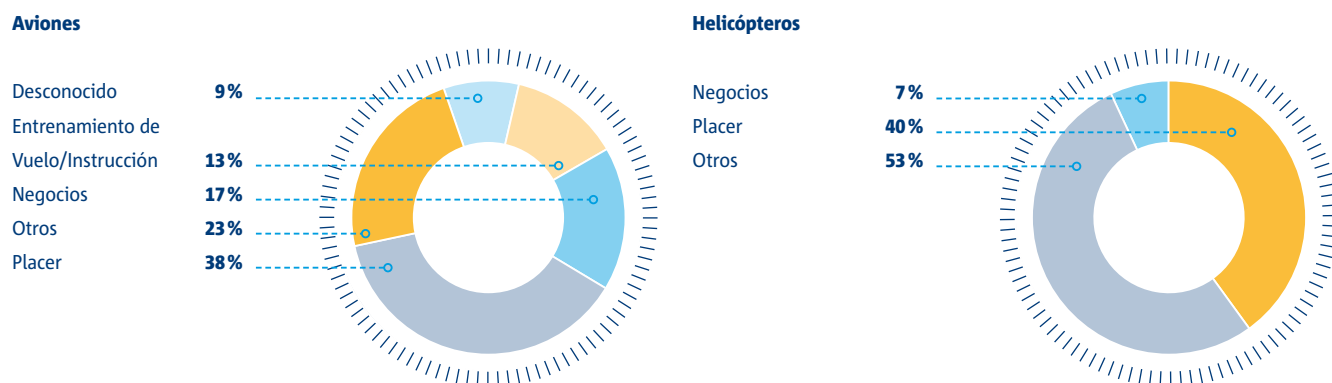 Aviones
Desconocido 9%
Entrenamiento de
Vuelo/Instrucción 13%
Negocios 17%
Otros 23%
Placer 38%
Helicópteros
Negocios 7%
Placer 40%
Otros 53%